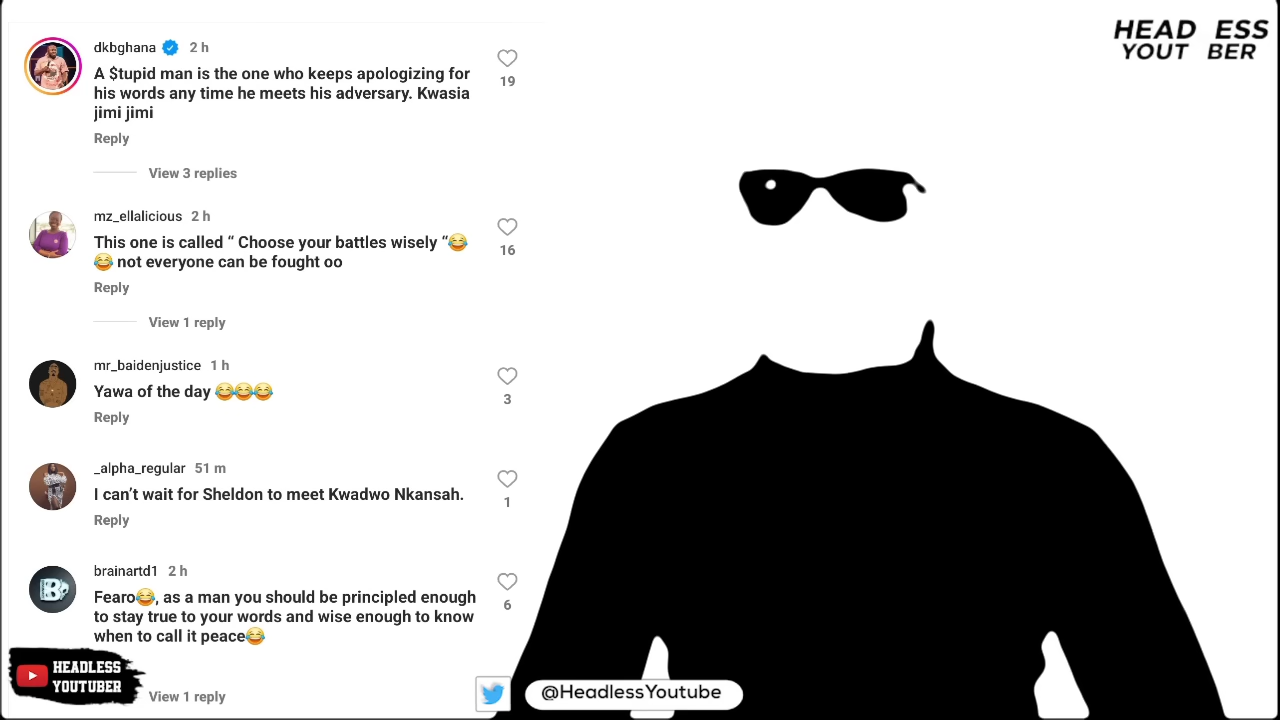 dkbghana 2 h
A $tupid man is the one who keeps apologizing for
his words any time he meets his adversary. Kwasia
jimi jimi
19
Reply
View 3 replies
mz_ellalicious 2 h
This one is called “ Choose your battles wisely “😂
😂 not everyone can be fought oo
16
Reply
View 1 reply
mr_baidenjustice 1 h
Yawa of the day 😂😂😂
3
Reply
_alpha_regular 51 m
I can’t wait for Sheldon to meet Kwadwo Nkansah.
1
Reply
brainartd1 2 h
Fearo😂, as a man you should be principled enough
to stay true to your words and wise enough to know
when to call it peace😂
6
View 1 reply
HEADLESS
YOUTUBER
@HeadlessYoutube
HEAD ESS
YOUT BER